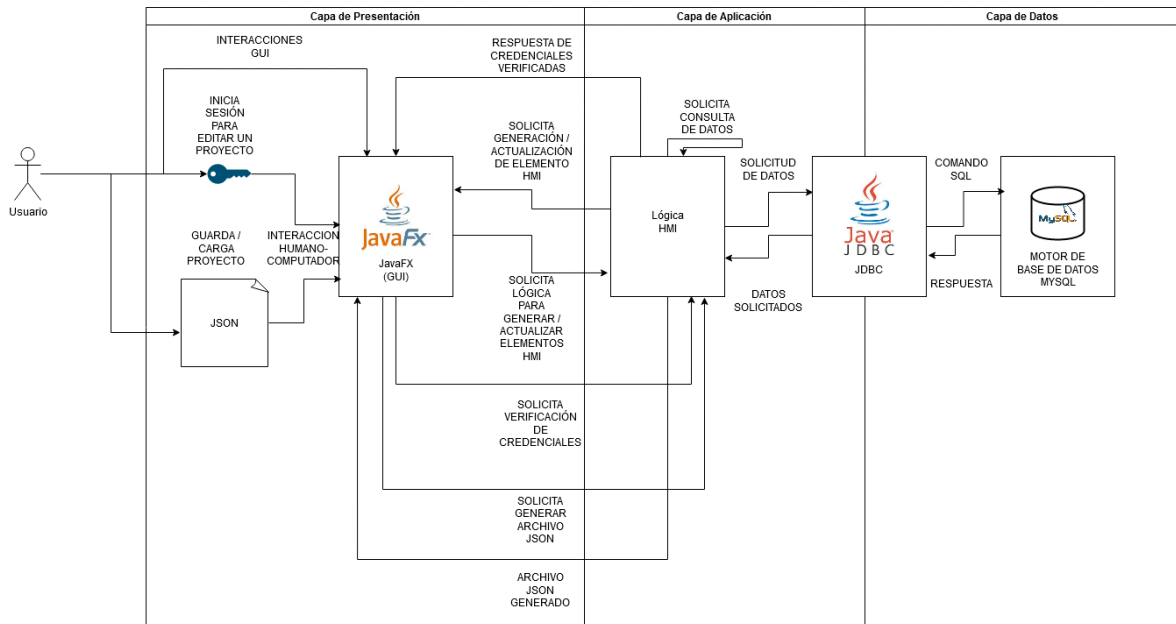 Capa de Presentación
Capa de Aplicación
Capa de Datos
INTERACCIONES
GUI
RESPUESTA DE
CREDENCIALES
VERIFICADAS
INICIA
SESIÓN
PARA
EDITAR UN
PROYECTO
SOLICITA
CONSULTA
DE DATOS
SOLICITA
GENERACIÓN /
ACTUALIZACIÓN
DE ELEMENTO
HMI
SOLICITUD
DE DATOS
COMANDO
SQL
Usuario
JavaFX
JavaFX
(GUI)
Lógica
HMI
Java
JDBC
JDBC
MySQL
MOTOR DE
BASE DE DATOS
MYSQL
GUARDA /
CARGA
PROYECTO
INTERACCION
HUMANO-
COMPUTADOR
JSON
SOLICITA
LÓGICA
PARA
GENERAR /
ACTUALIZAR
ELEMENTOS
HMI
DATOS
SOLICITADOS
RESPUESTA
SOLICITA
VERIFICACIÓN
DE
CREDENCIALES
SOLICITA
GENERAR
ARCHIVO
JSON
ARCHIVO
JSON
GENERADO